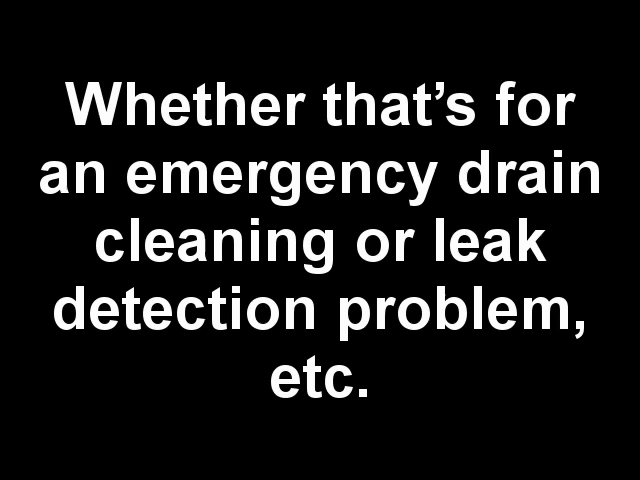 Whether that’s for
an emergency drain
cleaning or leak
detection problem,
etc.